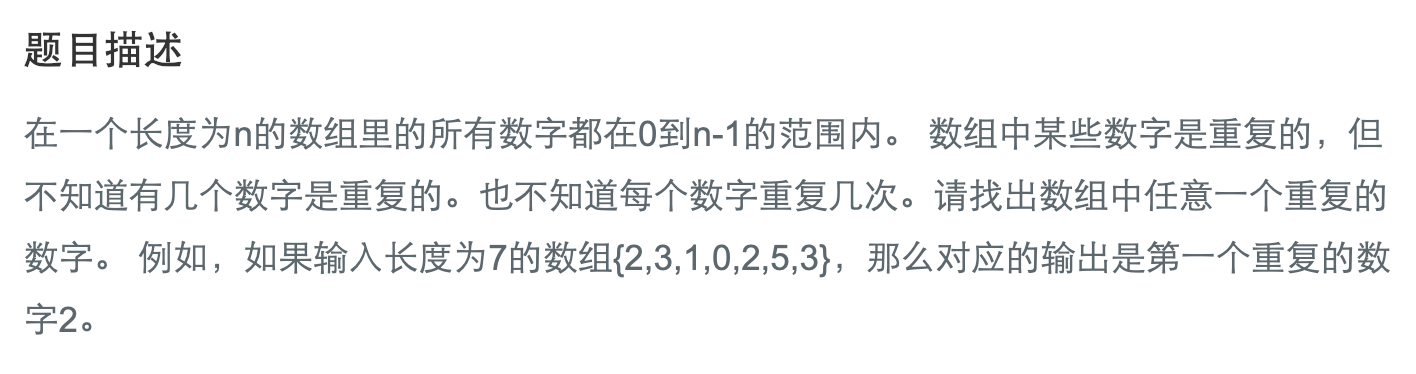 题目描述
在一个长度为n的数组里的所有数字都在0到n-1的范围内。 数组中某些数字是重复的，但
不知道有几个数字是重复的。也不知道每个数字重复几次。请找出数组中任意一个重复的
数字。 例如，如果输入长度为7的数组{2,3,1,0,2,5,3}，那么对应的输出是第一个重复的数
字2。